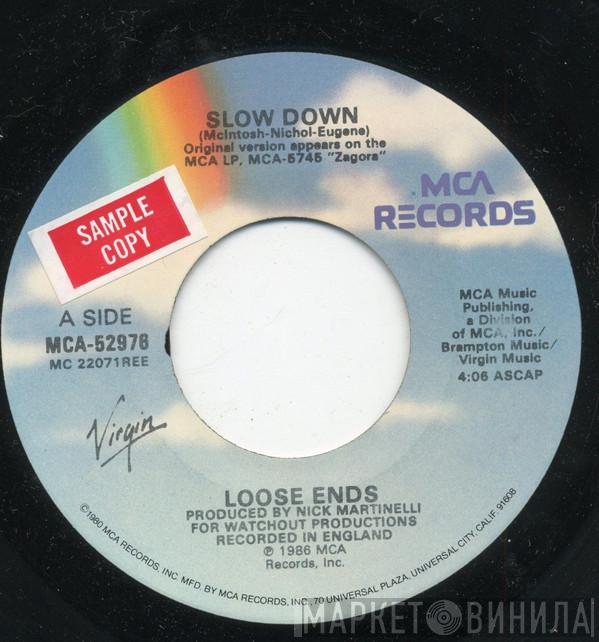 SLOW DOWN
(McIntosh-Nichol-Eugene)
Original version appears on the
MCA LP, MCA-5745 "Zagora"
MCA
RECORDS
SAMPLE
COPY
A SIDE
MCA-52978
MC 22071REE
MCA Music
Publishing,
a Division
of MCA, Inc./
Brampton Music/
Virgin Music
4:06 ASCAP
Virgin
LOOSE ENDS
PRODUCED BY NICK MARTINELLI
FOR WATCHOUT PRODUCTIONS
RECORDED IN ENGLAND
℗ 1986 MCA
Records, Inc.
©1980 MCA RECORDS, INC. MFD. BY MCA RECORDS, INC., 70 UNIVERSAL PLAZA, UNIVERSAL CITY, CALIF. 91608
МАРКЕТ ВИНИЛА